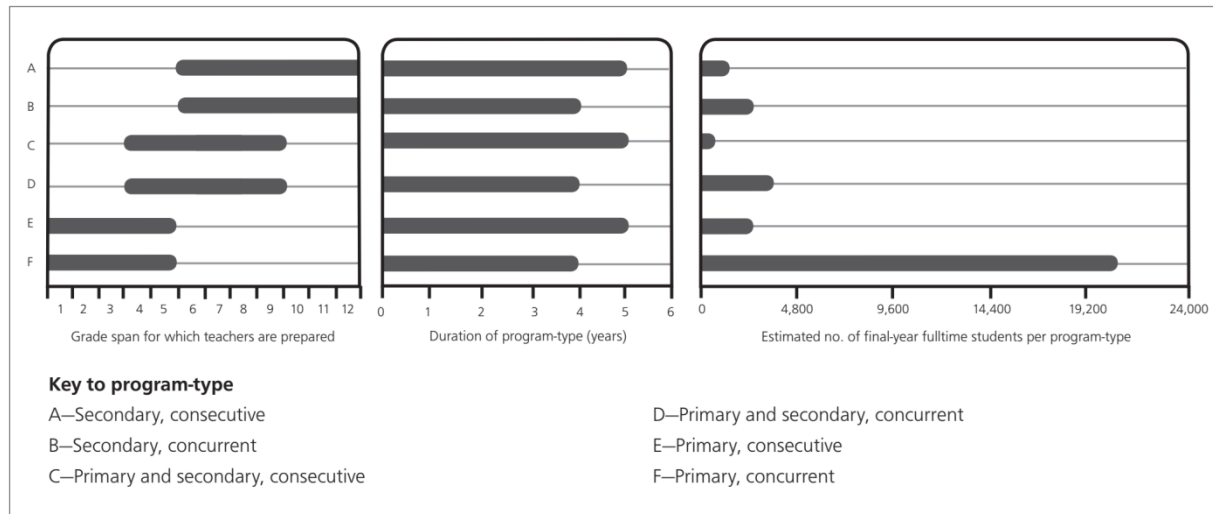 A
B
C
D
E
F
1 2 3 4 5 6 7 8 9 10 11 12
Grade span for which teachers are prepared
0 1 2 3 4 5 6
Duration of program-type (years)
0 4,800 9,600 14,400 19,200 24,000
Estimated no. of final-year fulltime students per program-type
Key to program-type
A—Secondary, consecutive
B—Secondary, concurrent
C—Primary and secondary, consecutive
D—Primary and secondary, concurrent
E—Primary, consecutive
F—Primary, concurrent